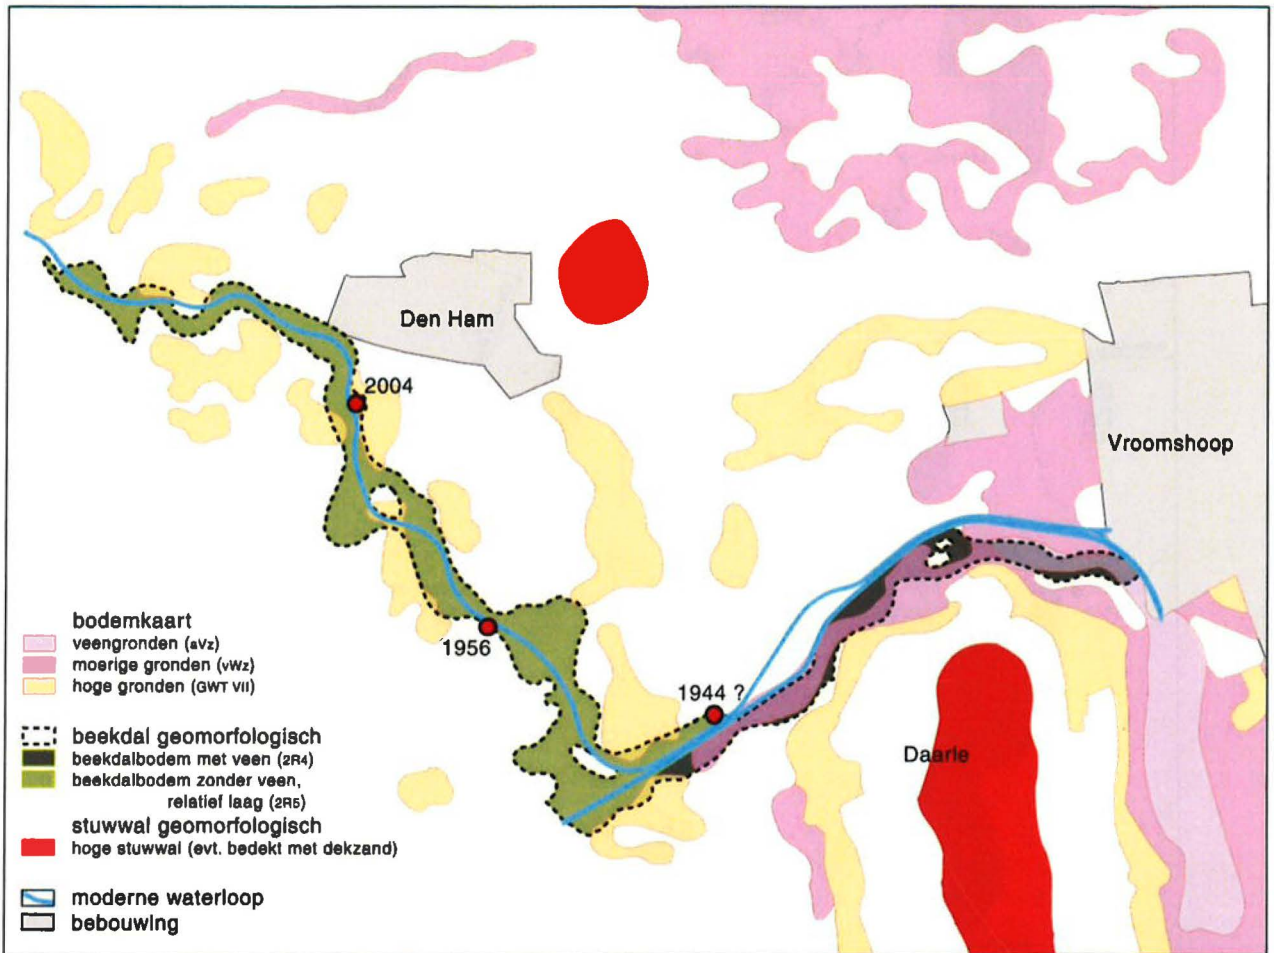 Den Ham
2004
Vroomshoop
1956
1944 ?
Daarle
bodemkaart
veengronden (aVz)
moerige gronden (vWz)
hoge gronden (GWT VII)
beekdal geomorfologisch
beekdalbodem met veen (2R4)
beekdalbodem zonder veen,
relatief laag (2R5)
stuwwal geomorfologisch
hoge stuwwal (evt. bedekt met dekzand)
moderne waterloop
bebouwing